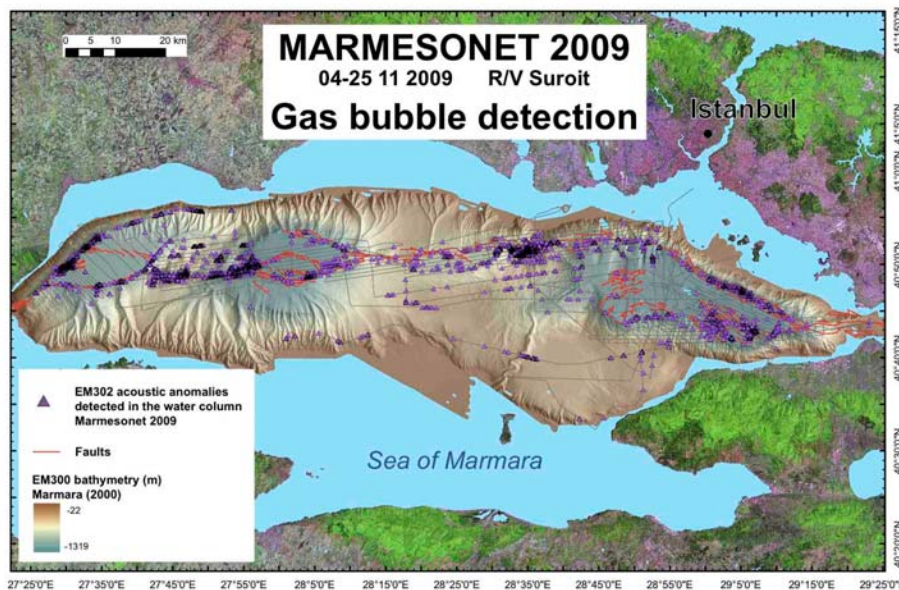 0 5 10 20 km
MARMESONET 2009
04-25 11 2009 R/V Suroit
Gas bubble detection
Istanbul
Sea of Marmara
EM302 acoustic anomalies
detected in the water column
Marmesonet 2009
Faults
EM300 bathymetry (m)
Marmara (2000)
-22
-1319
27°25'0"E 27°35'0"E 27°45'0"E 27°55'0"E 28°5'0"E 28°15'0"E 28°25'0"E 28°35'0"E 28°45'0"E 28°55'0"E 29°5'0"E 29°15'0"E 29°25'0"E